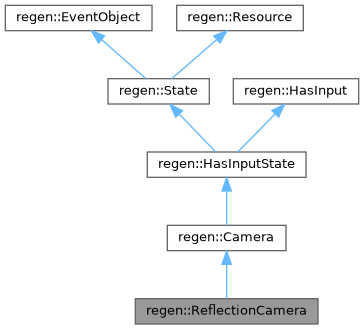 regen::EventObject
regen::Resource
regen::State
regen::HasInput
regen::HasInputState
regen::Camera
regen::ReflectionCamera